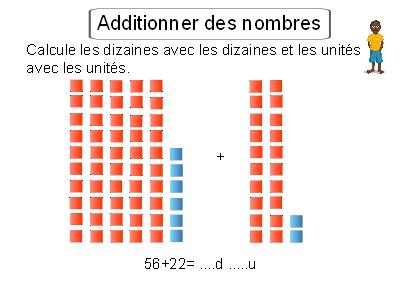 Additionner des nombres
Calcule les dizaines avec les dizaines et les unités
avec les unités.
+
56+22= ....d .....u